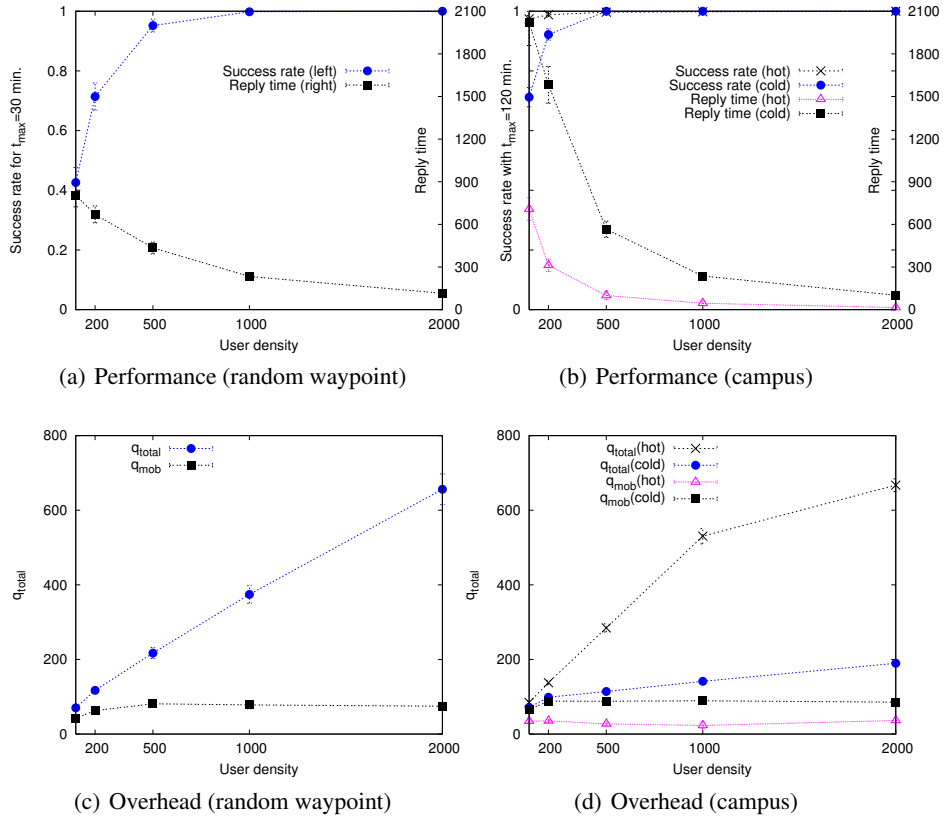 1
0.8
0.6
0.4
0.2
0
2100
1800
1500
1200
900
600
300
0
200 500 1000 2000
Success rate for t_max=30 min.
Reply time
User density
Success rate (left)
Reply time (right)
(a) Performance (random waypoint)
1
0.8
0.6
0.4
0.2
0
2100
1800
1500
1200
900
600
300
0
200 500 1000 2000
Success rate with t_max=120 min.
Reply time
User density
Success rate (hot)
Success rate (cold)
Reply time (hot)
Reply time (cold)
(b) Performance (campus)
800
600
400
200
0
200 500 1000 2000
q_total
User density
q_total
q_mob
(c) Overhead (random waypoint)
800
600
400
200
0
200 500 1000 2000
q_total
User density
q_total(hot)
q_total(cold)
q_mob(hot)
q_mob(cold)
(d) Overhead (campus)